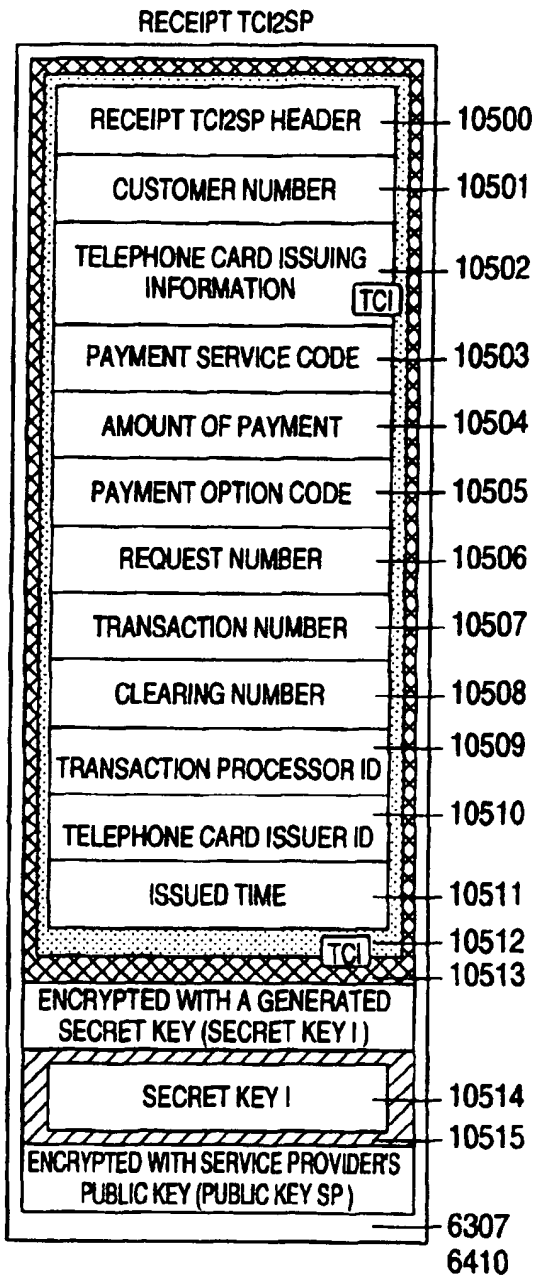 RECEIPT TCI2SP
RECEIPT TCI2SP HEADER 10500
CUSTOMER NUMBER 10501
TELEPHONE CARD ISSUING
INFORMATION 10502
TCI
PAYMENT SERVICE CODE 10503
AMOUNT OF PAYMENT 10504
PAYMENT OPTION CODE 10505
REQUEST NUMBER 10506
TRANSACTION NUMBER 10507
CLEARING NUMBER 10508
TRANSACTION PROCESSOR ID 10509
TELEPHONE CARD ISSUER ID 10510
ISSUED TIME 10511
TCI 10512
10513
ENCRYPTED WITH A GENERATED
SECRET KEY (SECRET KEY I)
SECRET KEY I 10514
10515
ENCRYPTED WITH SERVICE PROVIDER'S
PUBLIC KEY (PUBLIC KEY SP)
6307
6410